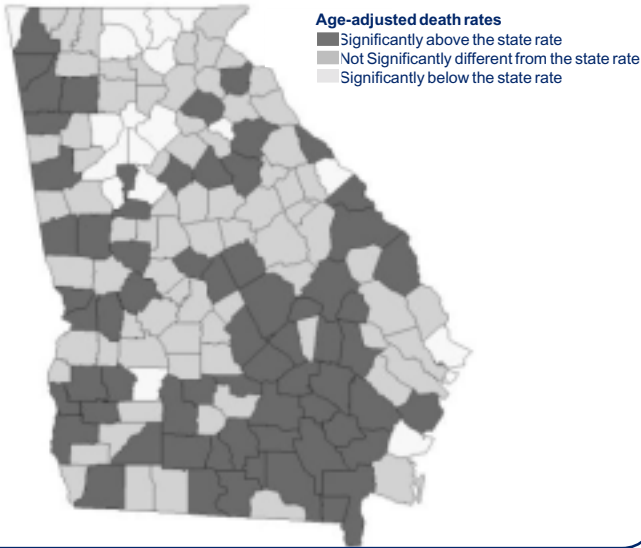 Age-adjusted death rates
Significantly above the state rate
Not Significantly different from the state rate
Significantly below the state rate